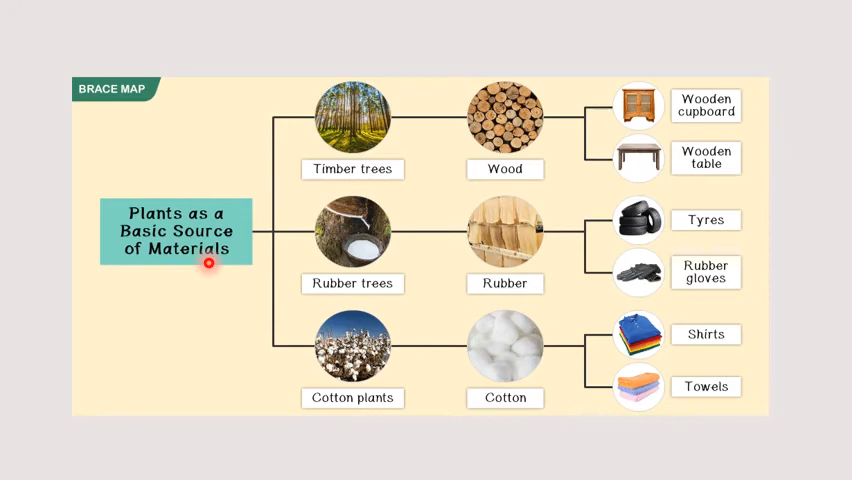 BRACE MAP
Plants as a
Basic Source
of Materials
Timber trees
Wood
Wooden
cupboard
Wooden
table
Rubber trees
Rubber
Tyres
Rubber
gloves
Cotton plants
Cotton
Shirts
Towels